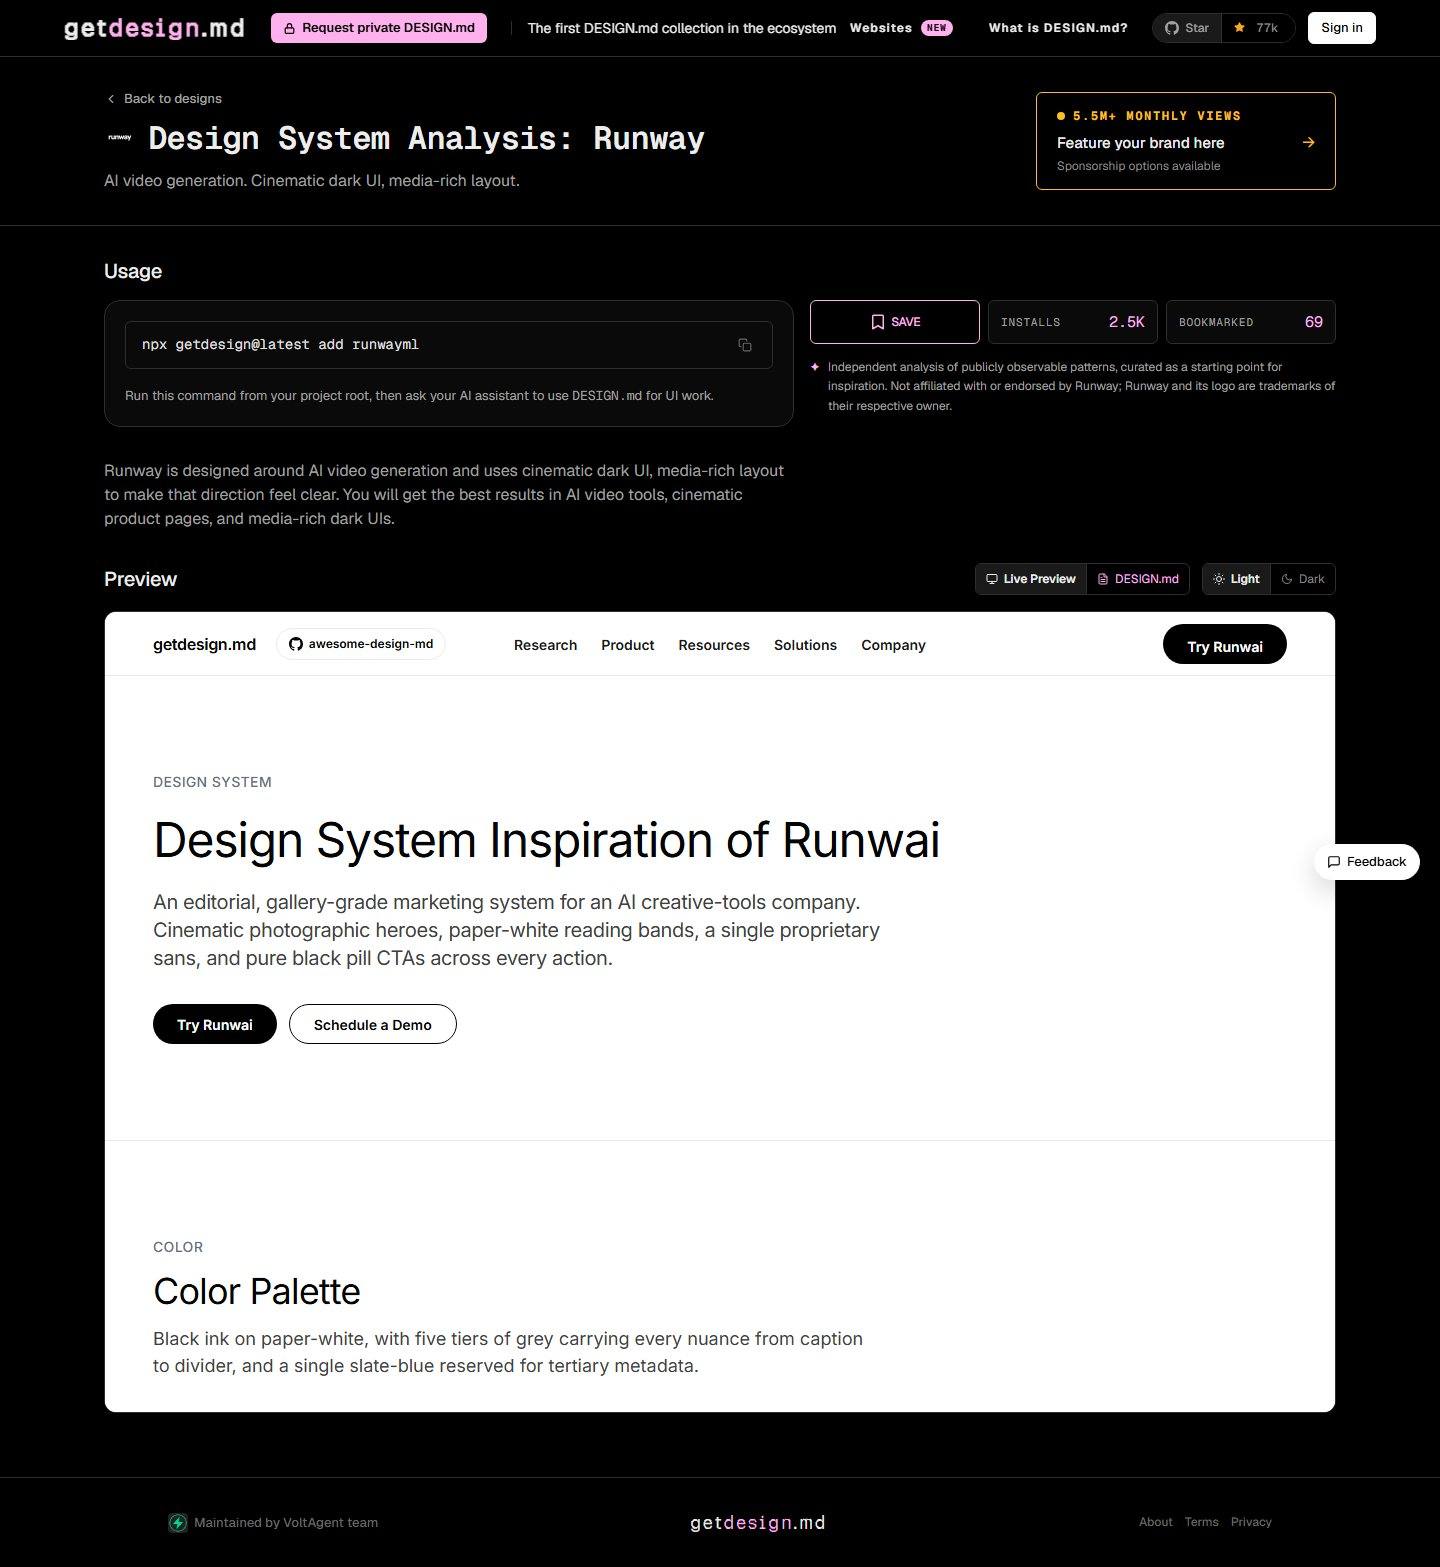 getdesign.md
Request private DESIGN.md
The first DESIGN.md collection in the ecosystem
Websites NEW
What is DESIGN.md?
Star 77k
Sign in
Back to designs
runway
Design System Analysis: Runway
AI video generation. Cinematic dark UI, media-rich layout.
5.5M+ MONTHLY VIEWS
Feature your brand here
Sponsorship options available
Usage
npx getdesign@latest add runwayml
Run this command from your project root, then ask your AI assistant to use DESIGN.md for UI work.
SAVE
INSTALLS 2.5K
BOOKMARKED 69
Independent analysis of publicly observable patterns, curated as a starting point for
inspiration. Not affiliated with or endorsed by Runway; Runway and its logo are trademarks of
their respective owner.
Runway is designed around AI video generation and uses cinematic dark UI, media-rich layout
to make that direction feel clear. You will get the best results in AI video tools, cinematic
product pages, and media-rich dark UIs.
Preview
Live Preview
DESIGN.md
Light
Dark
getdesign.md
awesome-design-md
Research Product Resources Solutions Company
Try Runwai
DESIGN SYSTEM
Design System Inspiration of Runwai
An editorial, gallery-grade marketing system for an AI creative-tools company.
Cinematic photographic heroes, paper-white reading bands, a single proprietary
sans, and pure black pill CTAs across every action.
Try Runwai
Schedule a Demo
Feedback
COLOR
Color Palette
Black ink on paper-white, with five tiers of grey carrying every nuance from caption
to divider, and a single slate-blue reserved for tertiary metadata.
Maintained by VoltAgent team
getdesign.md
About Terms Privacy